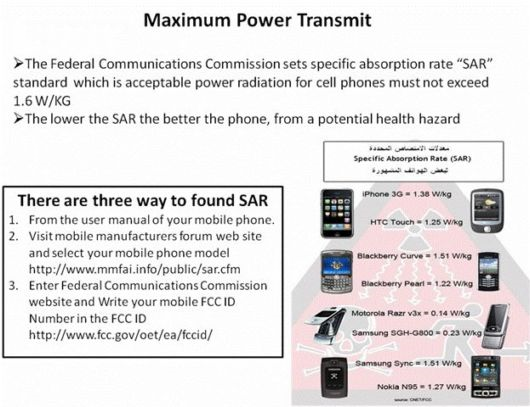 Maximum Power Transmit
➢The Federal Communications Commission sets specific absorption rate “SAR”
standard which is acceptable power radiation for cell phones must not exceed
1.6 W/KG
➢The lower the SAR the better the phone, from a potential health hazard
There are three way to found SAR
1. From the user manual of your mobile phone.
2. Visit mobile manufacturers forum web site
and select your mobile phone model
http://www.mmfai.info/public/sar.cfm
3. Enter Federal Communications Commission
website and Write your mobile FCC ID
Number in the FCC ID
http://www.fcc.gov/oet/ea/fccid/
معدلات الامتصاص المحددة
Specific Absorption Rate (SAR)
لبعض الهواتف المشهورة
iPhone 3G = 1.38 W/kg
HTC Touch = 1.25 W/kg
Blackberry Curve = 1.51 W/kg
Blackberry Pearl = 1.22 W/kg
Motorola Razr v3x = 0.14 W/kg
Samsung SGH-G800 = 0.23 W/kg
Samsung Sync = 1.51 W/kg
Nokia N95 = 1.27 W/kg
source: CNET/FCC